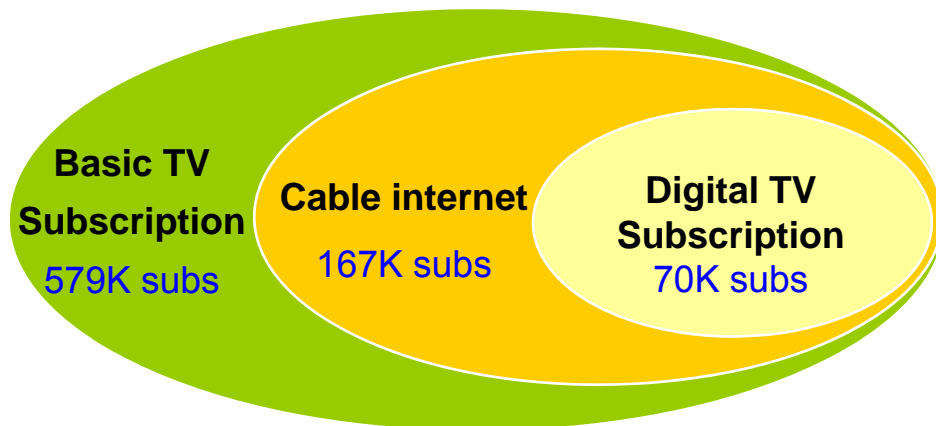 Basic TV
Subscription
579K subs
Cable internet
167K subs
Digital TV
Subscription
70K subs